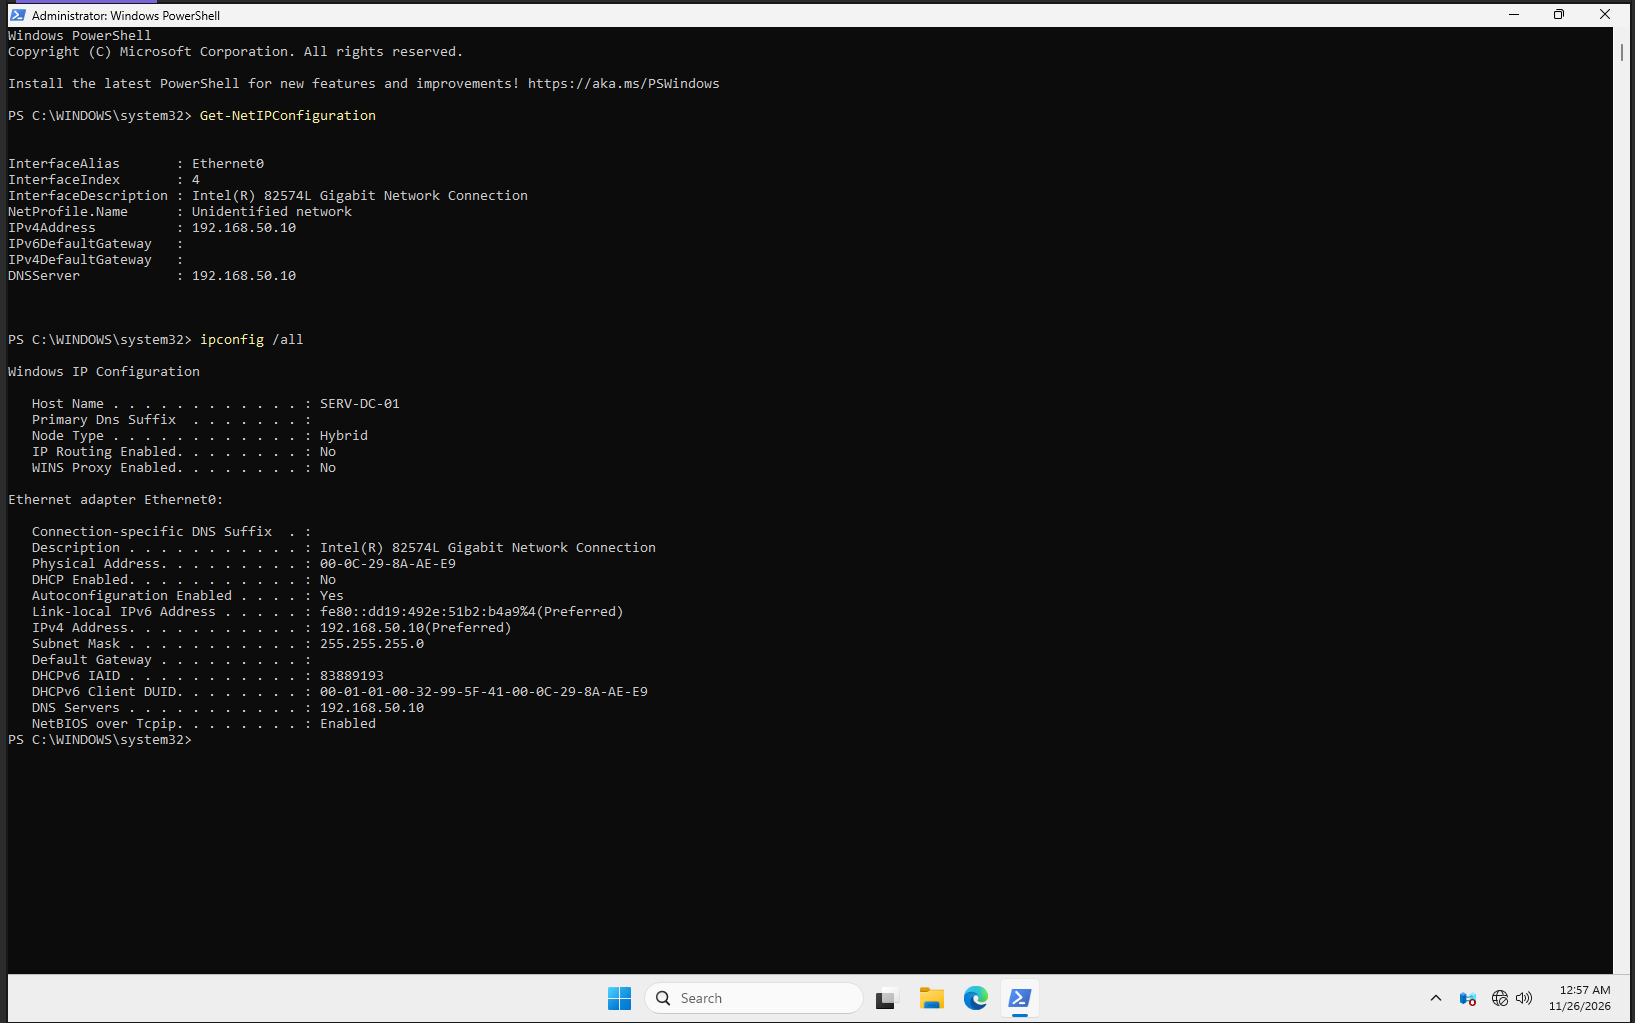 Administrator: Windows PowerShell
Windows PowerShell
Copyright (C) Microsoft Corporation. All rights reserved.
Install the latest PowerShell for new features and improvements! https://aka.ms/PSWindows
PS C:\WINDOWS\system32> Get-NetIPConfiguration
InterfaceAlias       : Ethernet0
InterfaceIndex       : 4
InterfaceDescription : Intel(R) 82574L Gigabit Network Connection
NetProfile.Name      : Unidentified network
IPv4Address          : 192.168.50.10
IPv6DefaultGateway   :
IPv4DefaultGateway   :
DNSServer            : 192.168.50.10
PS C:\WINDOWS\system32> ipconfig /all
Windows IP Configuration
   Host Name . . . . . . . . . . . . : SERV-DC-01
   Primary Dns Suffix  . . . . . . . :
   Node Type . . . . . . . . . . . . : Hybrid
   IP Routing Enabled. . . . . . . . : No
   WINS Proxy Enabled. . . . . . . . : No
Ethernet adapter Ethernet0:
   Connection-specific DNS Suffix  . :
   Description . . . . . . . . . . . : Intel(R) 82574L Gigabit Network Connection
   Physical Address. . . . . . . . . : 00-0C-29-8A-AE-E9
   DHCP Enabled. . . . . . . . . . . : No
   Autoconfiguration Enabled . . . . : Yes
   Link-local IPv6 Address . . . . . : fe80::dd19:492e:51b2:b4a9%4(Preferred)
   IPv4 Address. . . . . . . . . . . : 192.168.50.10(Preferred)
   Subnet Mask . . . . . . . . . . . : 255.255.255.0
   Default Gateway . . . . . . . . . :
   DHCPv6 IAID . . . . . . . . . . . : 83889193
   DHCPv6 Client DUID. . . . . . . . : 00-01-01-00-32-99-5F-41-00-0C-29-8A-AE-E9
   DNS Servers . . . . . . . . . . . : 192.168.50.10
   NetBIOS over Tcpip. . . . . . . . : Enabled
PS C:\WINDOWS\system32>
Search
12:57 AM
11/26/2026